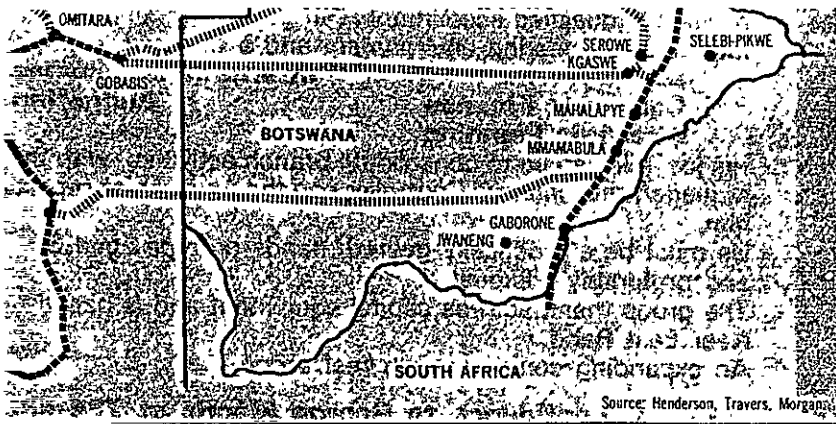 OMITARA
SEROWE
SELEBI-PIKWE
KGASWE
GOBABIS
MAHALAPYE
BOTSWANA
MMAMABULA
GABORONE
JWANENG
SOUTH AFRICA
Source: Henderson, Travers, Morgan